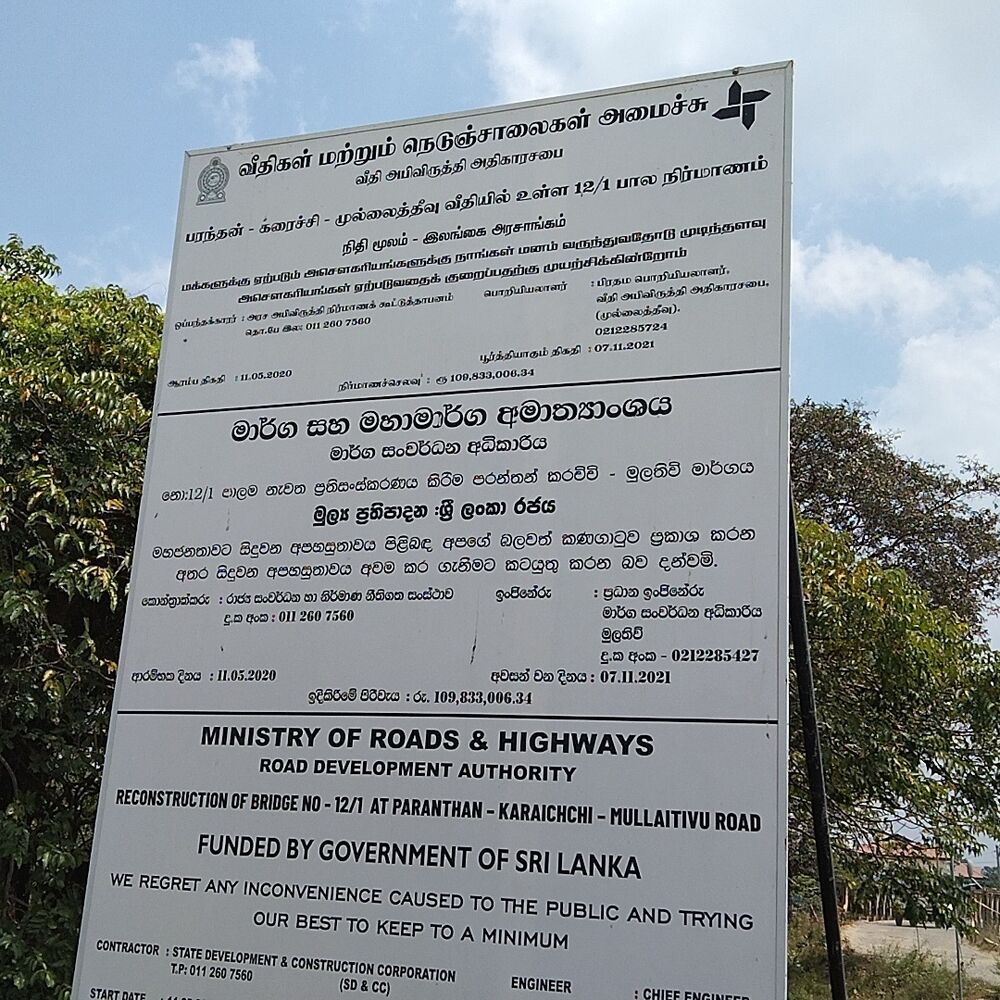 வீதிகள் மற்றும் நெடுஞ்சாலைகள் அமைச்சு
வீதி அபிவிருத்தி அதிகாரசபை
பரந்தன் - கரைச்சி - முல்லைத்தீவு வீதியில் உள்ள 12/1 பால நிர்மாணம்
நிதி மூலம் - இலங்கை அரசாங்கம்
மக்களுக்கு ஏற்படும் அசௌகரியங்களுக்கு நாங்கள் மனம் வருந்துவதோடு முடிந்தளவு
அசௌகரியங்கள் ஏற்படுவதைக் குறைப்பதற்கு முயற்சிக்கின்றோம்
ஒப்பந்தக்காரர் : அரச அபிவிருத்தி நிர்மாணக் கூட்டுத்தாபனம் பொறியியலாளர் : பிரதம பொறியியலாளர்,
தொ.பே இல: 011 260 7560 வீதி அபிவிருத்தி அதிகாரசபை,
(முல்லைத்தீவு).
0212285724
ஆரம்ப திகதி : 11.05.2020 பூர்த்தியாகும் திகதி : 07.11.2021
நிர்மாணச்செலவு : ரூ 109,833,006.34
මාර්ග සහ මහාමාර්ග අමාත්‍යාංශය
මාර්ග සංවර්ධන අධිකාරිය
නො:12/1 පාලම නැවත ප්‍රතිසංස්කරණය කිරීම පරන්තන් කරච්චි - මුලතිව් මාර්ගය
මුල්‍ය ප්‍රතිපාදන :ශ්‍රී ලංකා රජය
මහජනතාවට සිදුවන අපහසුතාවය පිළිබඳ අපගේ බලවත් කණගාටුව ප්‍රකාශ කරන
අතර සිදුවන අපහසුතාවය අවම කර ගැනීමට කටයුතු කරන බව දන්වමි.
කොන්ත්‍රාක්කරු : රාජ්‍ය සංවර්ධන හා නිර්මාණ නීතිගත සංස්ථාව ඉංජිනේරු : ප්‍රධාන ඉංජිනේරු
දු.ක අංක : 011 260 7560 මාර්ග සංවර්ධන අධිකාරිය
මුලතිව්
දු.ක අංක - 0212285427
ආරම්භක දිනය : 11.05.2020 අවසන් වන දිනය : 07.11.2021
ඉදිකිරීමේ පිරිවැය : රු. 109,833,006.34
MINISTRY OF ROADS & HIGHWAYS
ROAD DEVELOPMENT AUTHORITY
RECONSTRUCTION OF BRIDGE NO - 12/1 AT PARANTHAN - KARAICHCHI - MULLAITIVU ROAD
FUNDED BY GOVERNMENT OF SRI LANKA
WE REGRET ANY INCONVENIENCE CAUSED TO THE PUBLIC AND TRYING
OUR BEST TO KEEP TO A MINIMUM
CONTRACTOR : STATE DEVELOPMENT & CONSTRUCTION CORPORATION ENGINEER : CHIEF ENGINEER
T.P: 011 260 7560 (SD & CC)
START DATE :